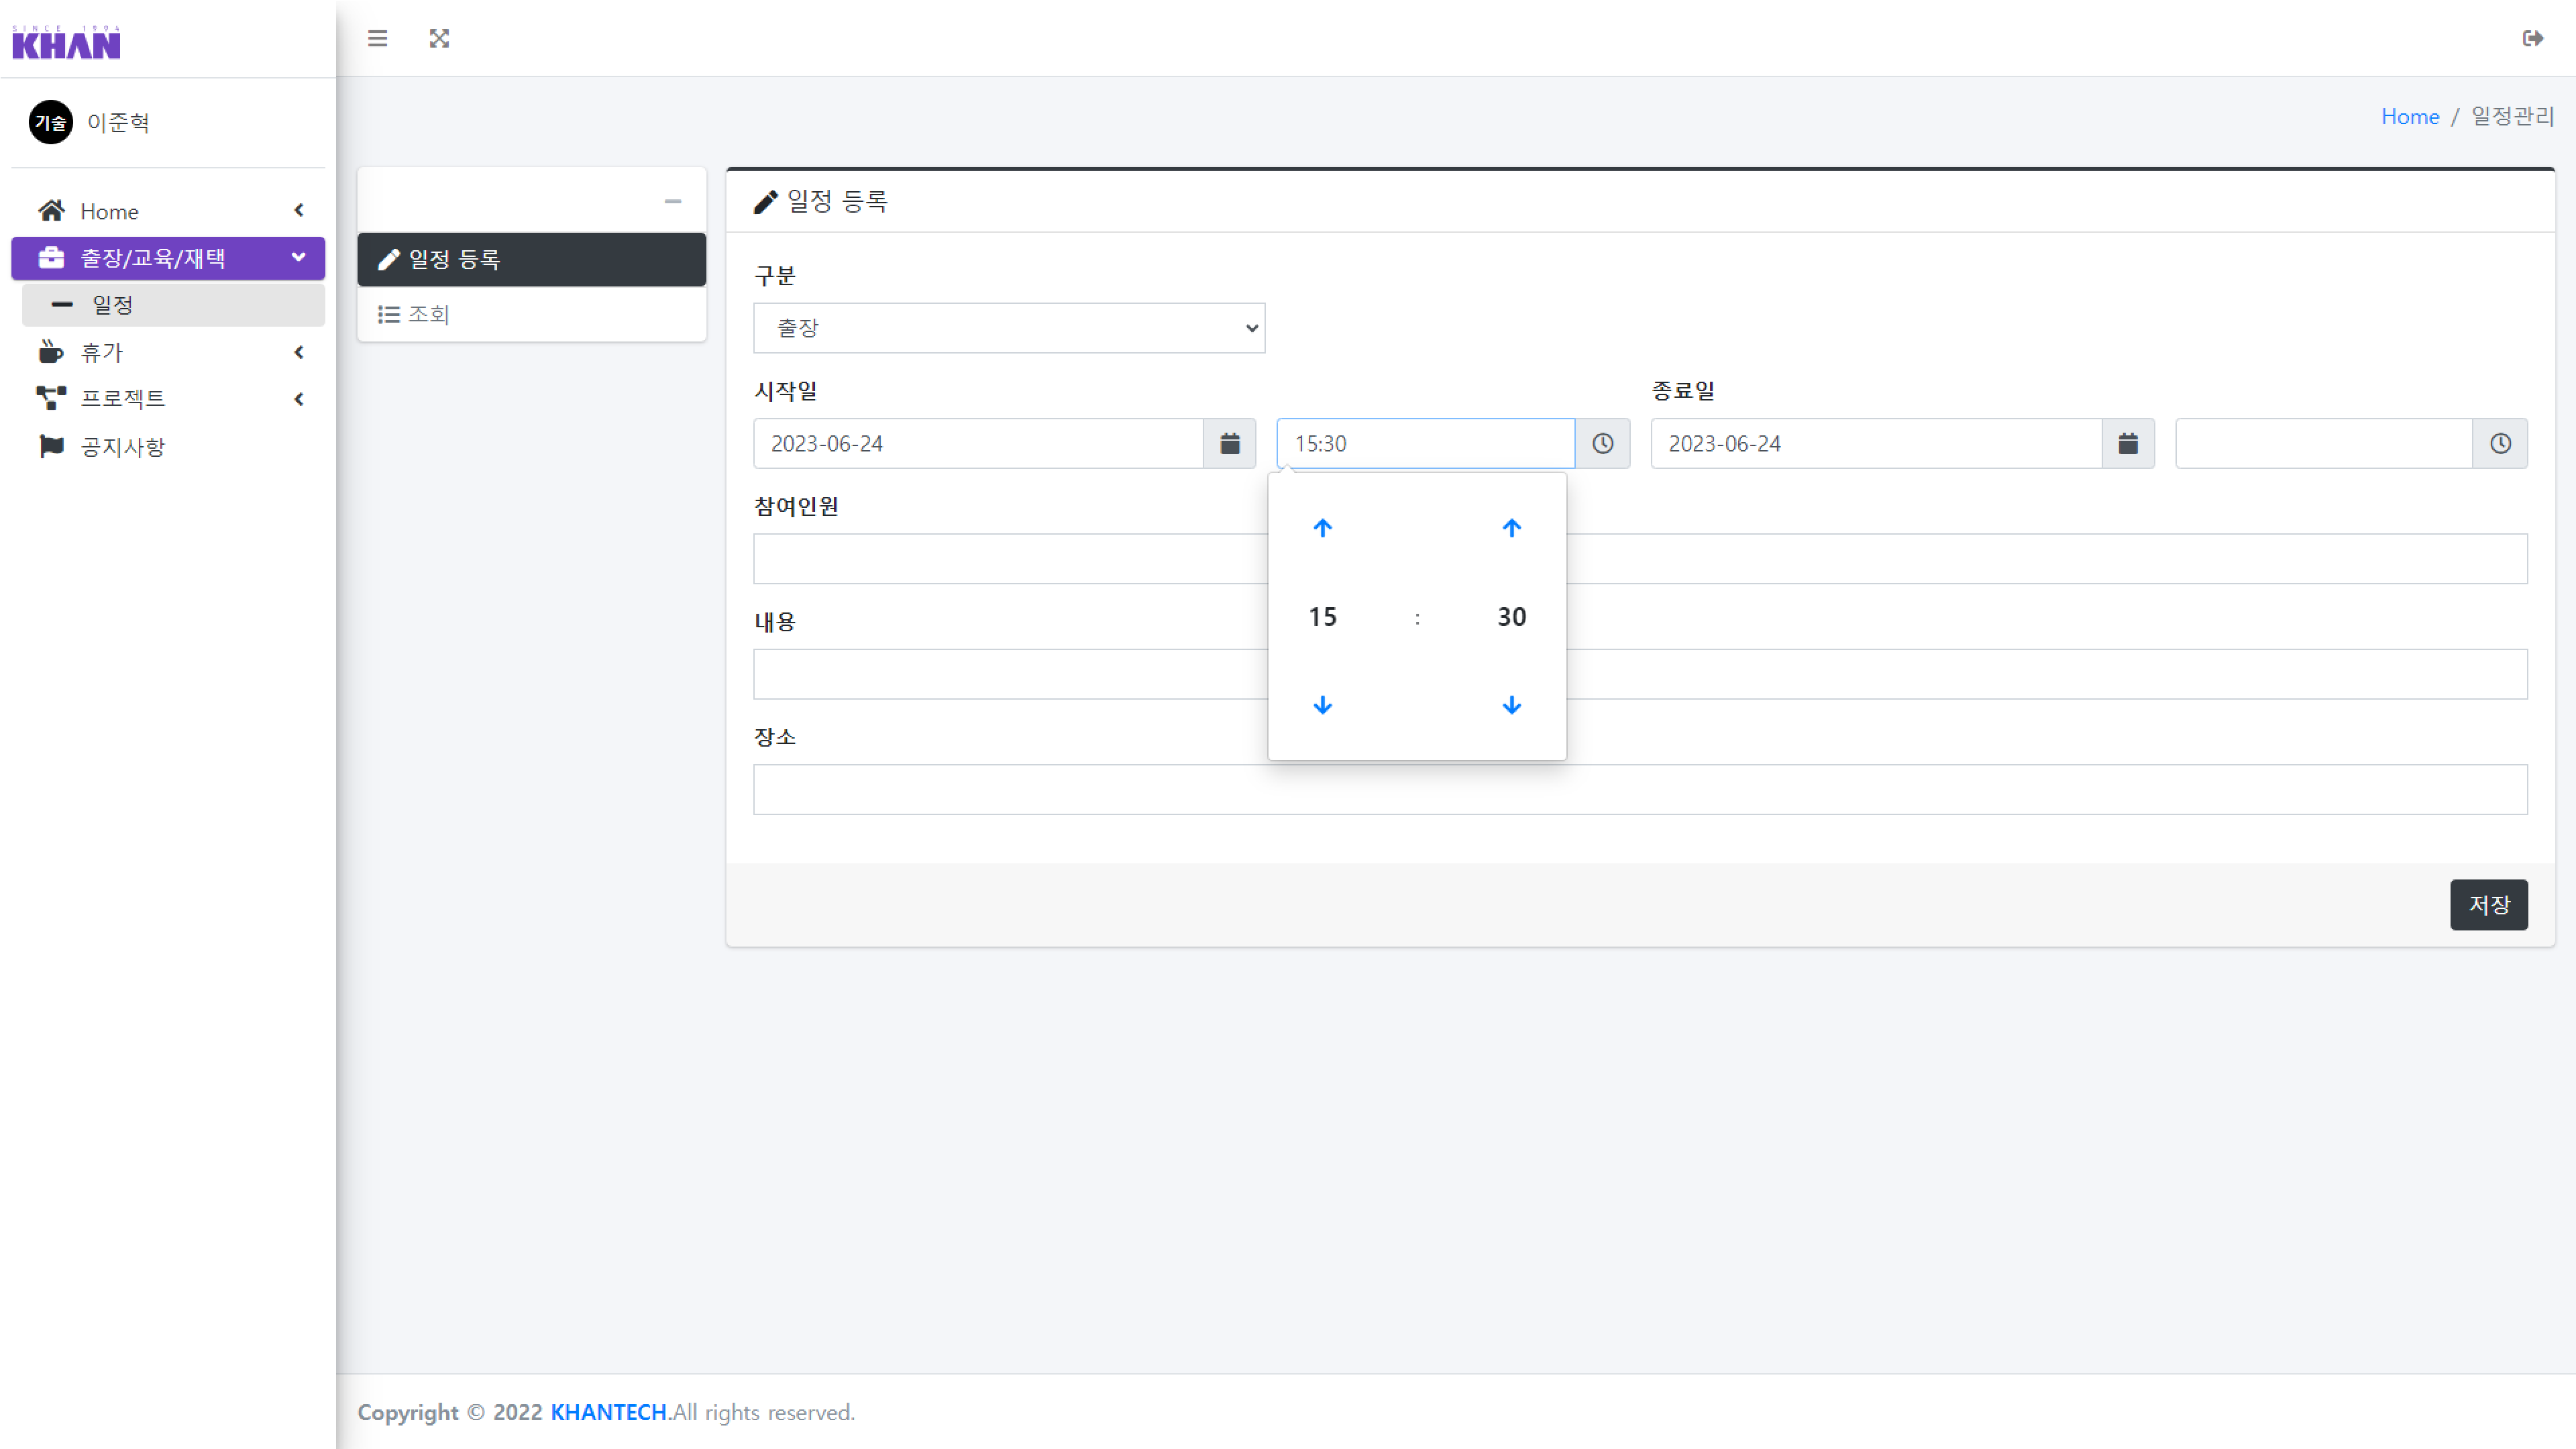 SINCE 1994
KHAN
기술 이준혁
Home
출장/교육/재택
일정
휴가
프로젝트
공지사항
Home / 일정관리
일정 등록
조회
일정 등록
구분
출장
시작일
종료일
2023-06-24
15:30
2023-06-24
참여인원
15 : 30
내용
장소
저장
Copyright © 2022 KHANTECH.All rights reserved.